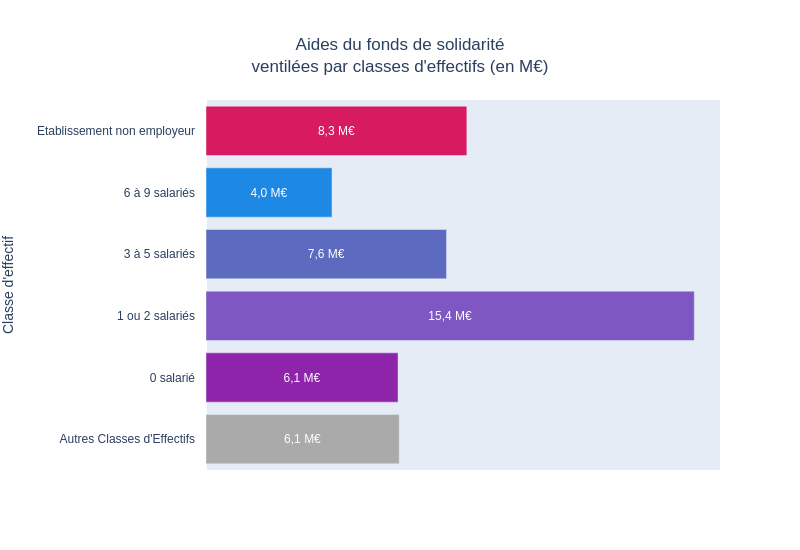 Aides du fonds de solidarité
ventilées par classes d'effectifs (en M€)
Classe d'effectif
Etablissement non employeur
8,3 M€
6 à 9 salariés
4,0 M€
3 à 5 salariés
7,6 M€
1 ou 2 salariés
15,4 M€
0 salarié
6,1 M€
Autres Classes d'Effectifs
6,1 M€